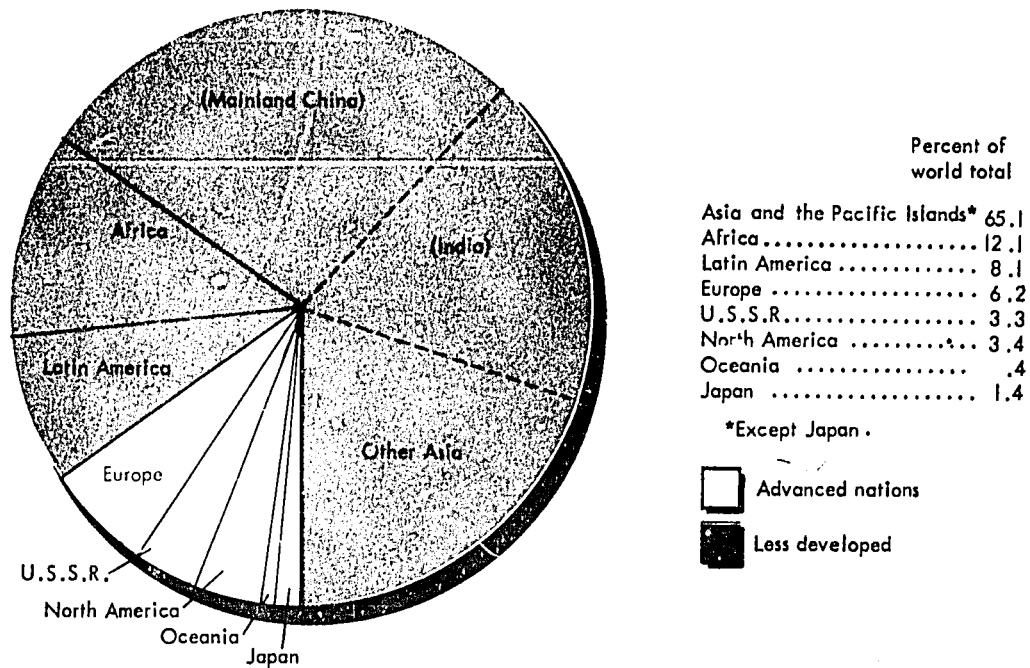 (Mainland China)
Africa
(India)
Latin America
Other Asia
Europe
U.S.S.R.
North America
Oceania
Japan
Percent of
world total
Asia and the Pacific Islands* 65.1
Africa.................... 12.1
Latin America ............. 8.1
Europe ................... 6.2
U.S.S.R................... 3.3
North America ............ 3.4
Oceania ................ .4
Japan ................... 1.4
*Except Japan.
Advanced nations
Less developed